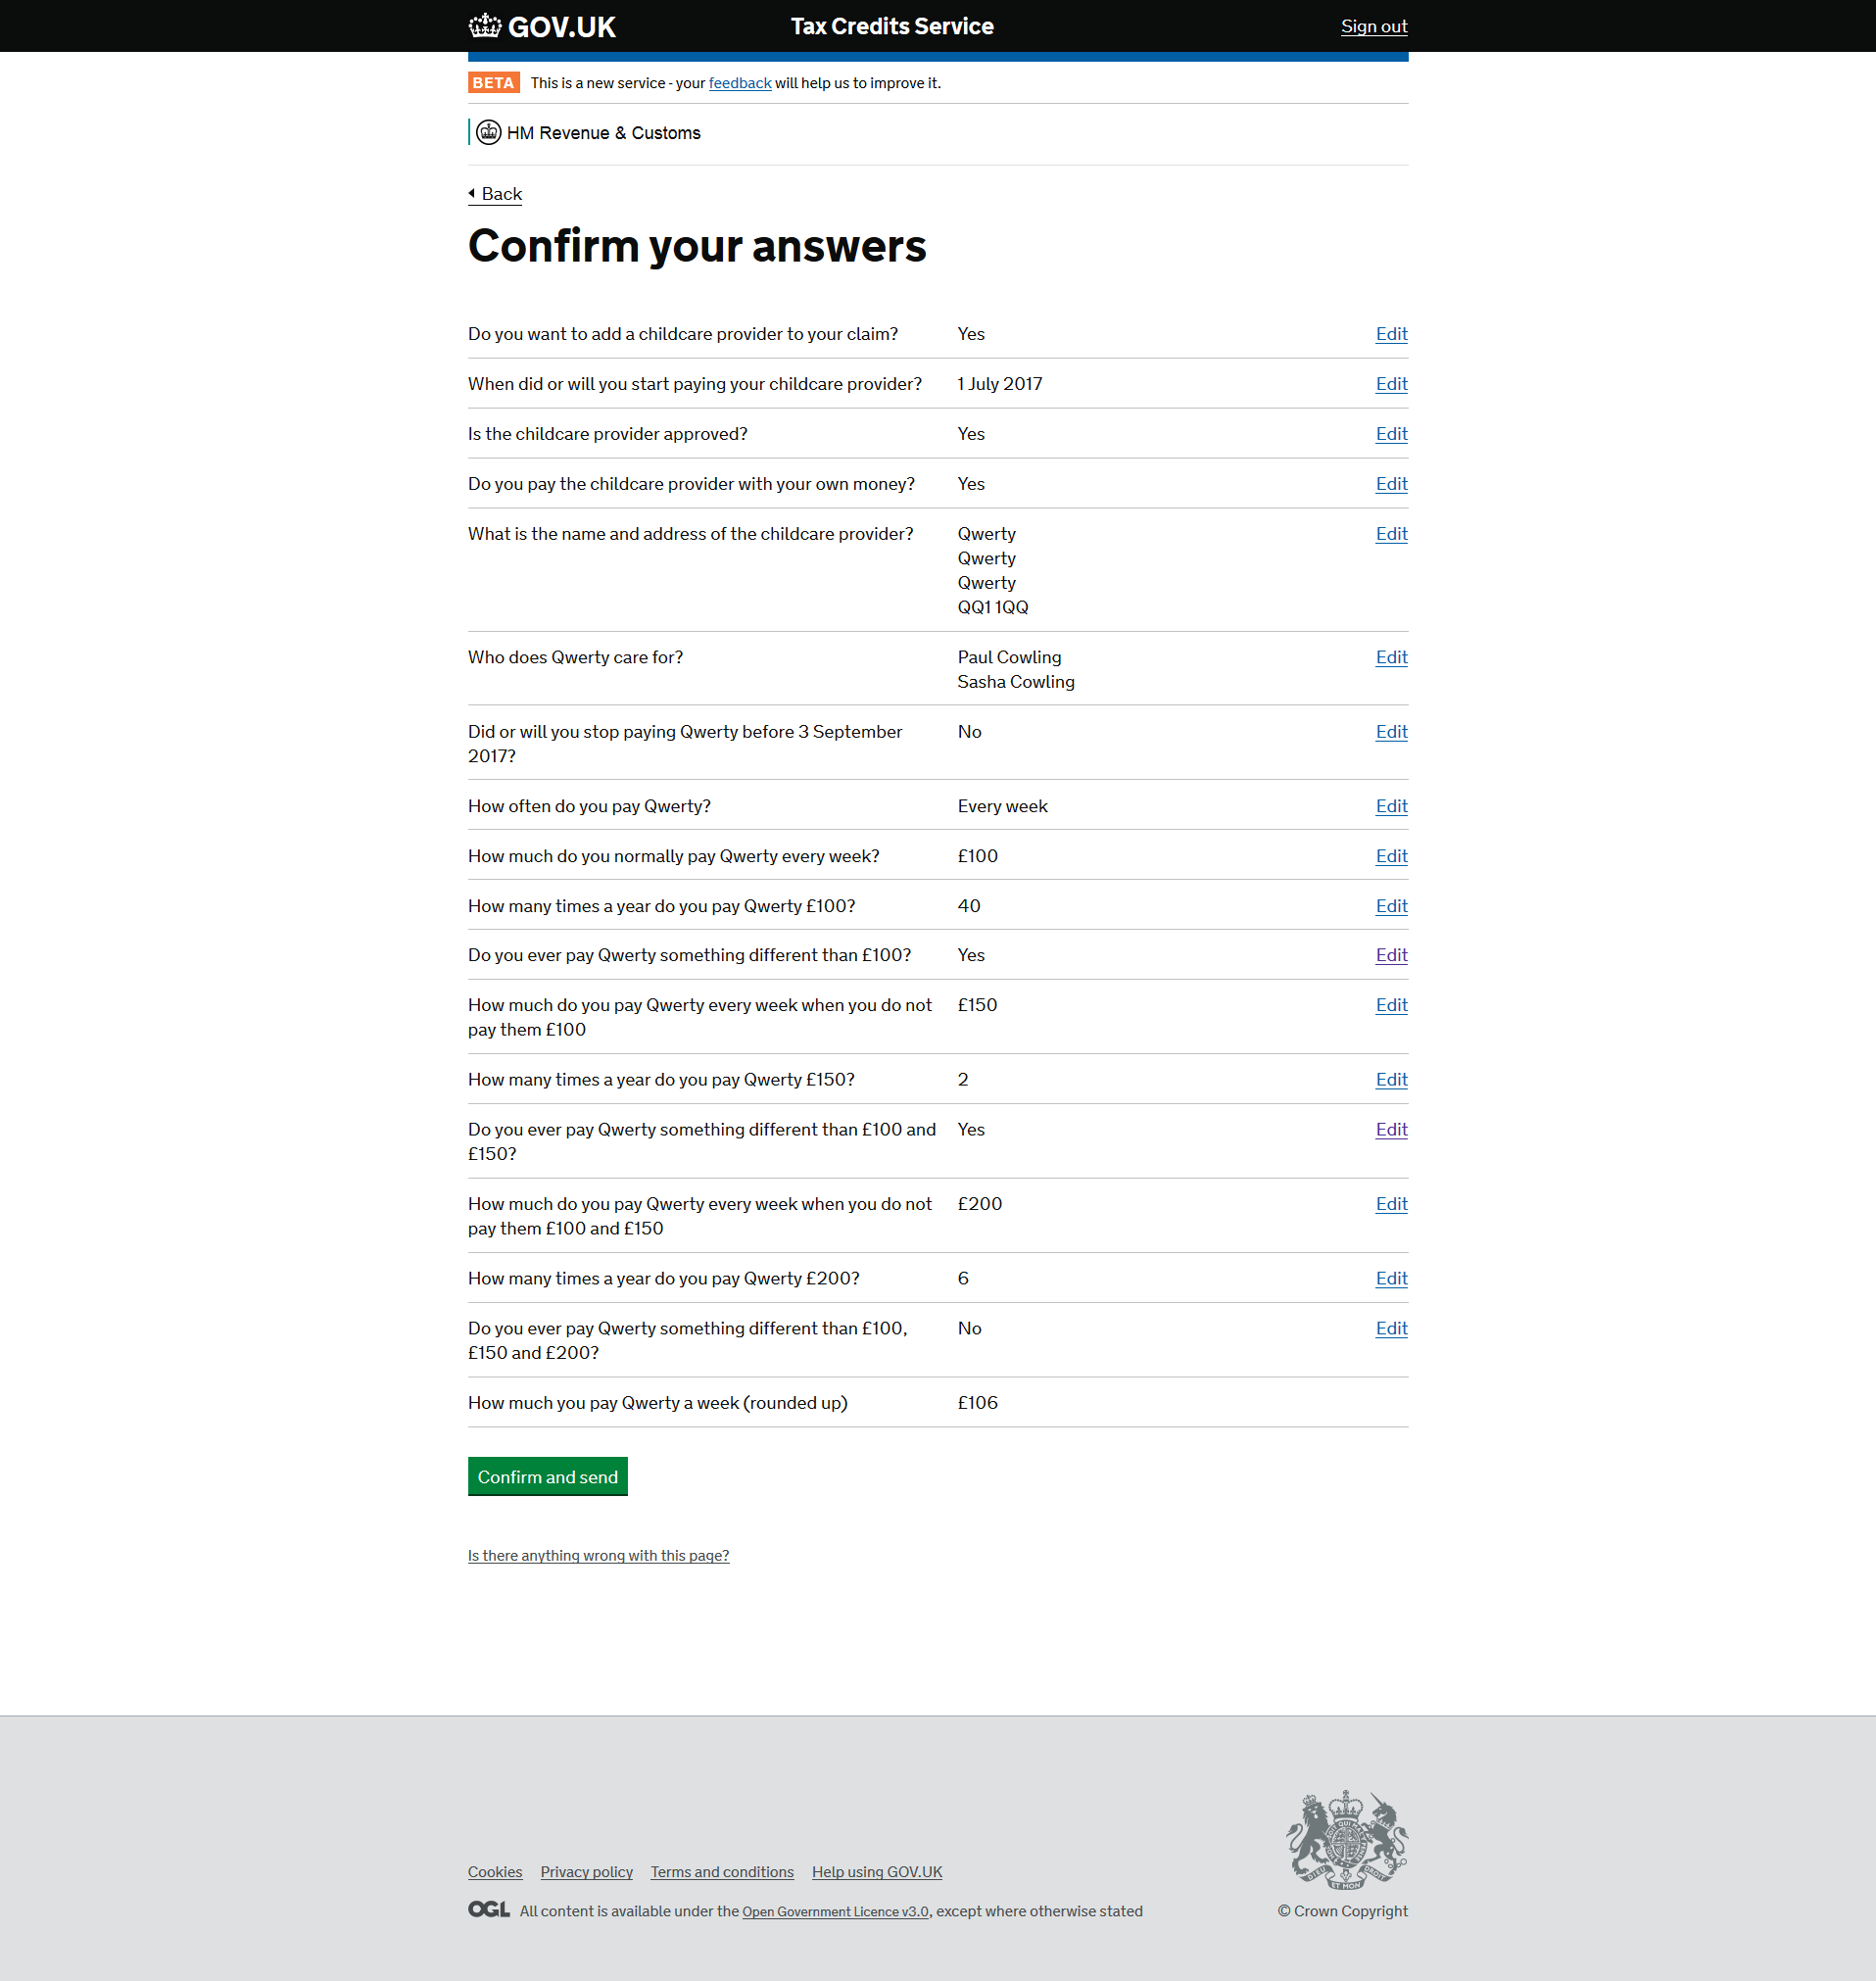 GOV.UK Tax Credits Service Sign out
BETA This is a new service - your feedback will help us to improve it.
HM Revenue & Customs
Back
Confirm your answers
Do you want to add a childcare provider to your claim? Yes Edit
When did or will you start paying your childcare provider? 1 July 2017 Edit
Is the childcare provider approved? Yes Edit
Do you pay the childcare provider with your own money? Yes Edit
What is the name and address of the childcare provider? Qwerty Edit
Qwerty
Qwerty
QQ1 1QQ
Who does Qwerty care for? Paul Cowling Edit
Sasha Cowling
Did or will you stop paying Qwerty before 3 September No Edit
2017?
How often do you pay Qwerty? Every week Edit
How much do you normally pay Qwerty every week? £100 Edit
How many times a year do you pay Qwerty £100? 40 Edit
Do you ever pay Qwerty something different than £100? Yes Edit
How much do you pay Qwerty every week when you do not £150 Edit
pay them £100
How many times a year do you pay Qwerty £150? 2 Edit
Do you ever pay Qwerty something different than £100 and Yes Edit
£150?
How much do you pay Qwerty every week when you do not £200 Edit
pay them £100 and £150
How many times a year do you pay Qwerty £200? 6 Edit
Do you ever pay Qwerty something different than £100, No Edit
£150 and £200?
How much you pay Qwerty a week (rounded up) £106
Confirm and send
Is there anything wrong with this page?
Cookies Privacy policy Terms and conditions Help using GOV.UK
OGL All content is available under the Open Government Licence v3.0, except where otherwise stated © Crown Copyright